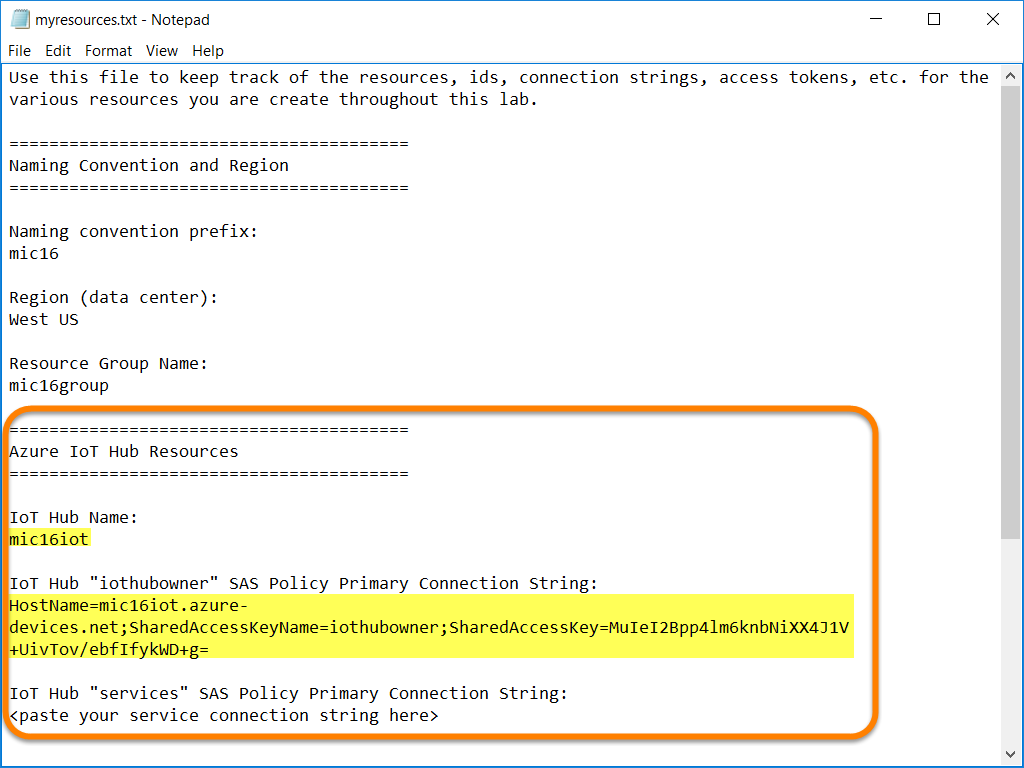 myresources.txt - Notepad
File Edit Format View Help
Use this file to keep track of the resources, ids, connection strings, access tokens, etc. for the
various resources you are create throughout this lab.
========================================
Naming Convention and Region
========================================
Naming convention prefix:
mic16
Region (data center):
West US
Resource Group Name:
mic16group
========================================
Azure IoT Hub Resources
========================================
IoT Hub Name:
mic16iot
IoT Hub "iothubowner" SAS Policy Primary Connection String:
HostName=mic16iot.azure-
devices.net;SharedAccessKeyName=iothubowner;SharedAccessKey=MuIeI2Bpp4lm6knbNiXX4J1V
+UivTov/ebfIfykWD+g=
IoT Hub "services" SAS Policy Primary Connection String:
<paste your service connection string here>